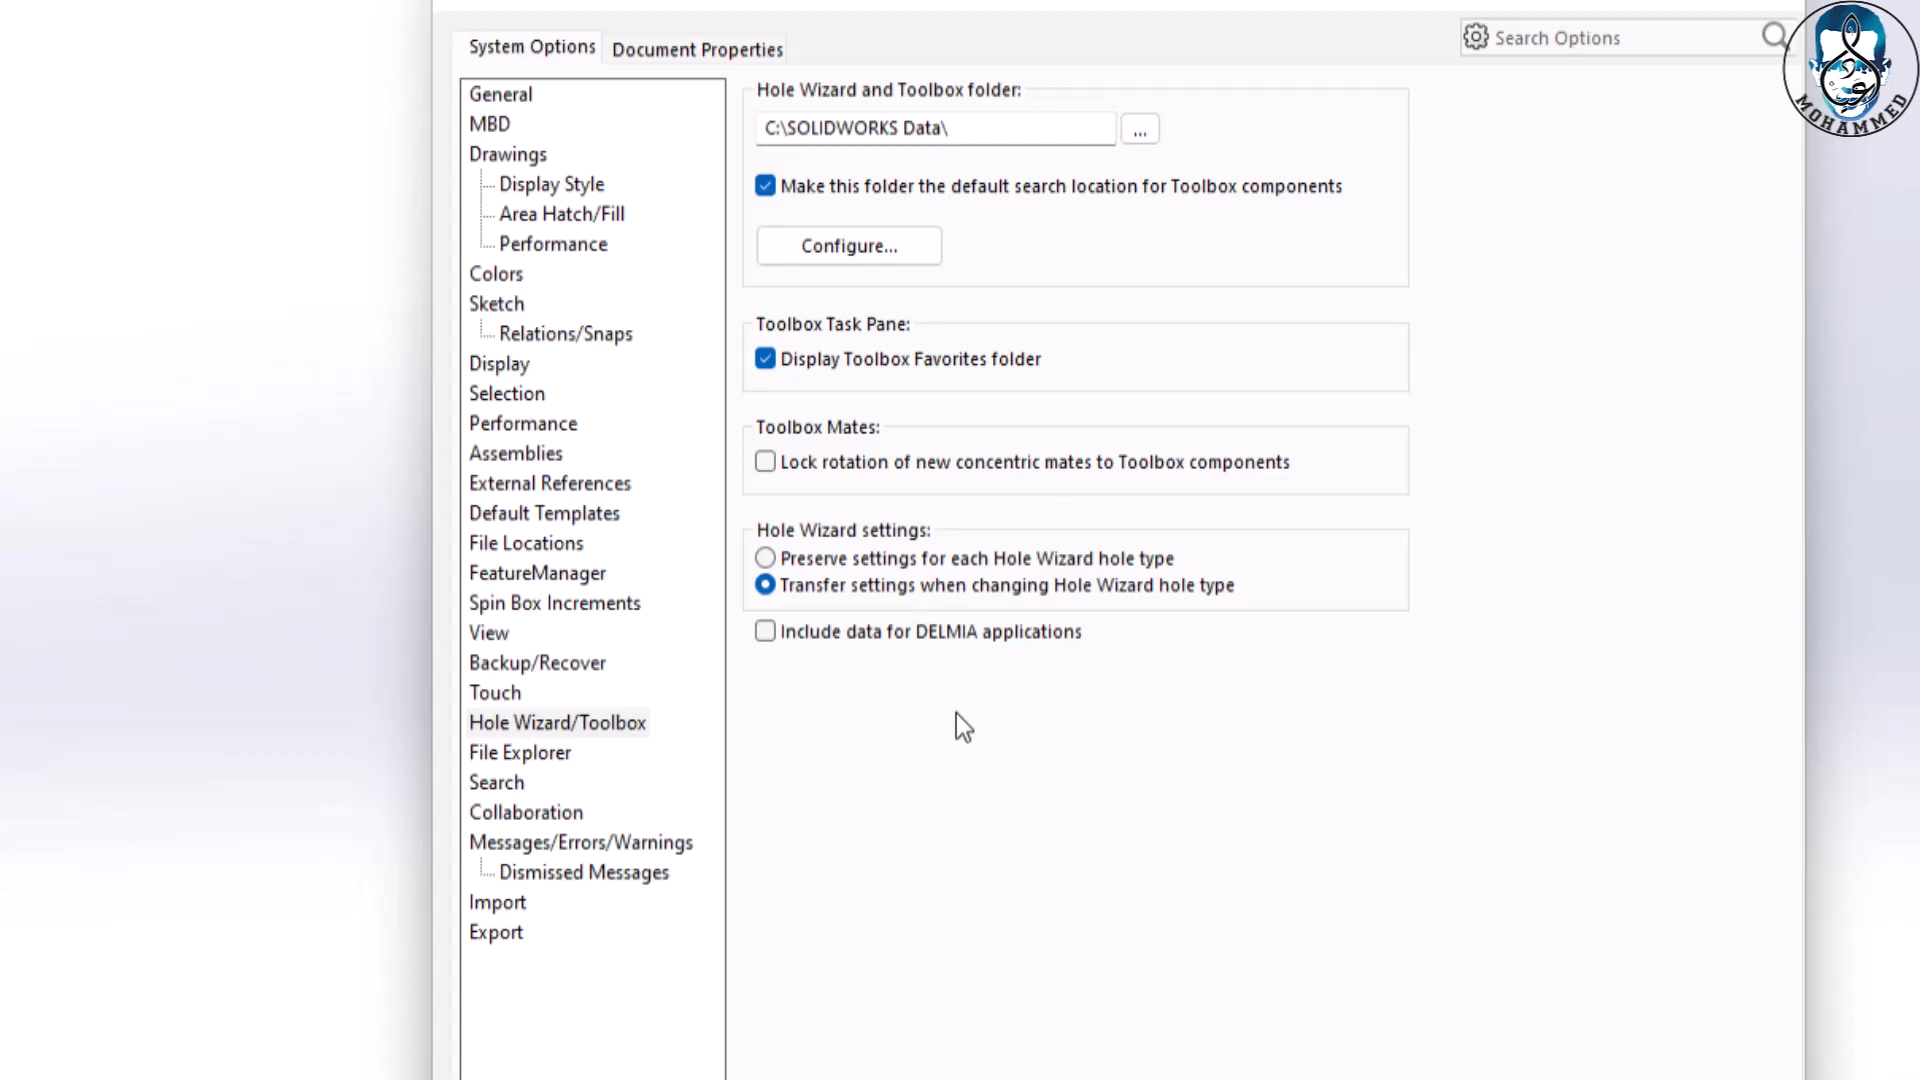 System Options
Document Properties
Search Options
MOHAMMED
General
MBD
Drawings
Display Style
Area Hatch/Fill
Performance
Colors
Sketch
Relations/Snaps
Display
Selection
Performance
Assemblies
External References
Default Templates
File Locations
FeatureManager
Spin Box Increments
View
Backup/Recover
Touch
Hole Wizard/Toolbox
File Explorer
Search
Collaboration
Messages/Errors/Warnings
Dismissed Messages
Import
Export
Hole Wizard and Toolbox folder:
C:\SOLIDWORKS Data\
...
Make this folder the default search location for Toolbox components
Configure...
Toolbox Task Pane:
Display Toolbox Favorites folder
Toolbox Mates:
Lock rotation of new concentric mates to Toolbox components
Hole Wizard settings:
Preserve settings for each Hole Wizard hole type
Transfer settings when changing Hole Wizard hole type
Include data for DELMIA applications